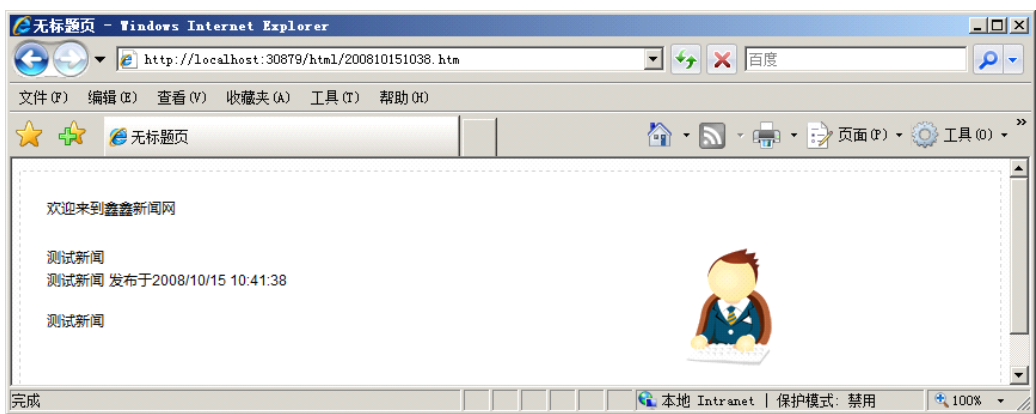 无标题页 - Windows Internet Explorer
http://localhost:30879/html/200810151038.htm
百度
文件(F) 编辑(E) 查看(V) 收藏夹(A) 工具(T) 帮助(H)
无标题页
页面(P) 工具(O) »
欢迎来到鑫鑫新闻网
测试新闻
测试新闻 发布于2008/10/15 10:41:38
测试新闻
完成 本地 Intranet | 保护模式: 禁用 100%